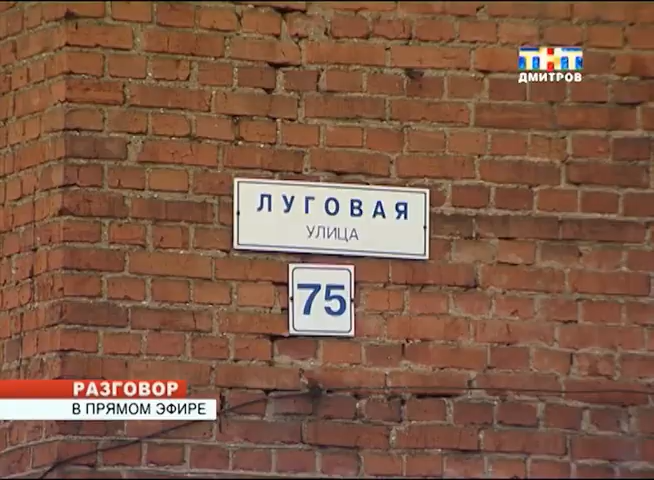 ТНТ
ДМИТРОВ
ЛУГОВАЯ
УЛИЦА
75
РАЗГОВОР
В ПРЯМОМ ЭФИРЕ